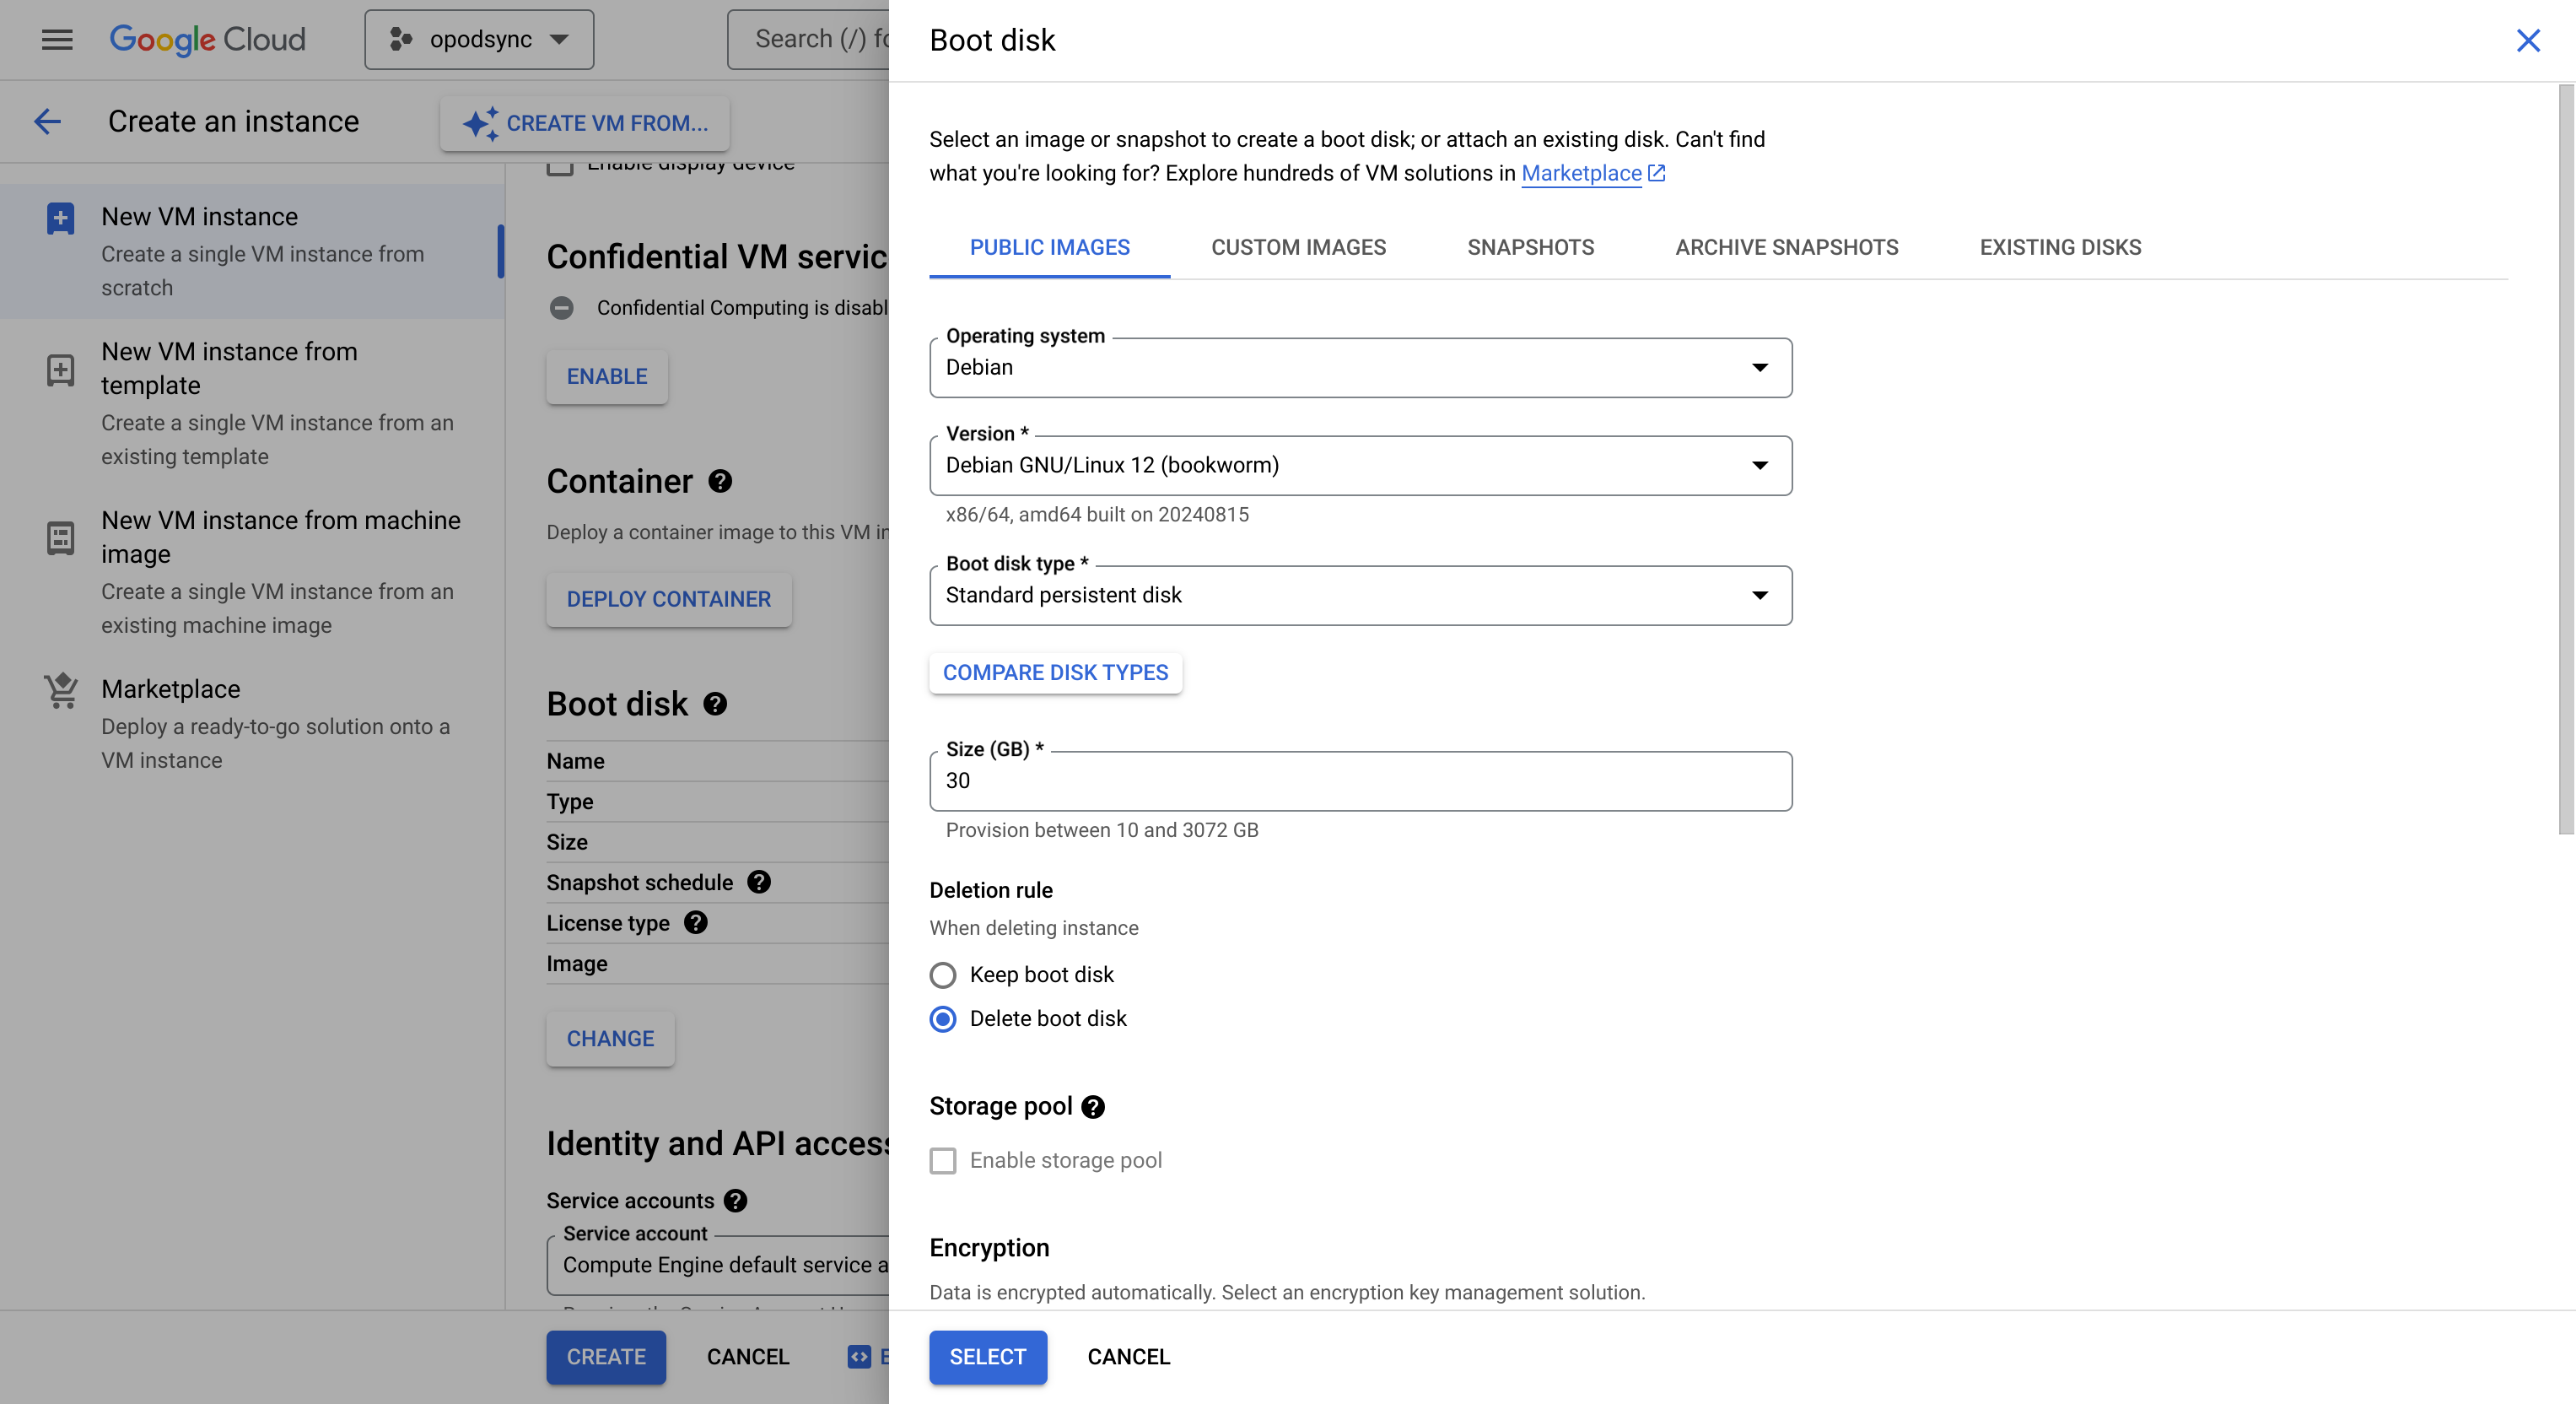 Google Cloud
opodsync
Search (/) fo
Create an instance
CREATE VM FROM...
New VM instance
Create a single VM instance from
scratch
New VM instance from
template
Create a single VM instance from an
existing template
New VM instance from machine
image
Create a single VM instance from an
existing machine image
Marketplace
Deploy a ready-to-go solution onto a
VM instance
Enable display device
Confidential VM servic
Confidential Computing is disabl
ENABLE
Container
Deploy a container image to this VM in
DEPLOY CONTAINER
Boot disk
Name
Type
Size
Snapshot schedule
License type
Image
CHANGE
Identity and API access
Service accounts
Service account
Compute Engine default service a
CREATE
CANCEL
E
Boot disk
Select an image or snapshot to create a boot disk; or attach an existing disk. Can't find
what you're looking for? Explore hundreds of VM solutions in Marketplace
PUBLIC IMAGES
CUSTOM IMAGES
SNAPSHOTS
ARCHIVE SNAPSHOTS
EXISTING DISKS
Operating system
Debian
Version *
Debian GNU/Linux 12 (bookworm)
x86/64, amd64 built on 20240815
Boot disk type *
Standard persistent disk
COMPARE DISK TYPES
Size (GB) *
30
Provision between 10 and 3072 GB
Deletion rule
When deleting instance
Keep boot disk
Delete boot disk
Storage pool
Enable storage pool
Encryption
Data is encrypted automatically. Select an encryption key management solution.
SELECT
CANCEL